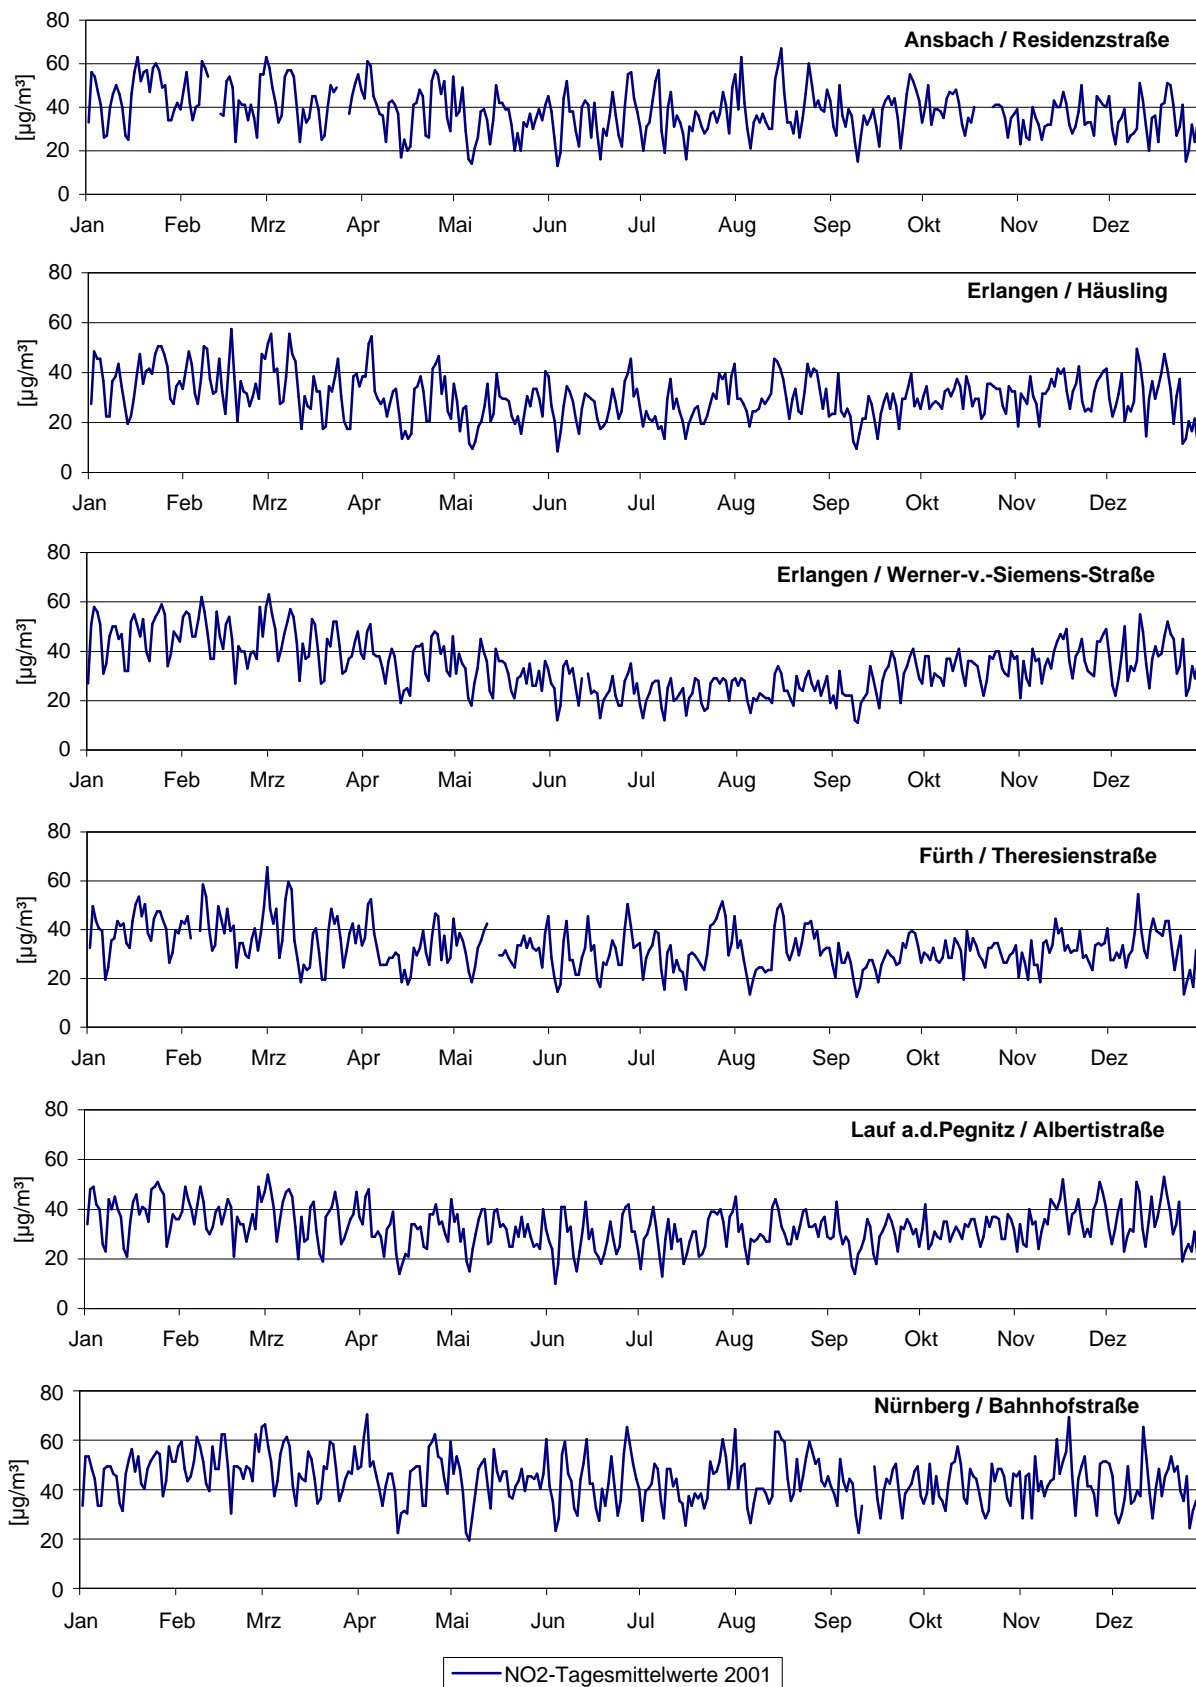 80
Ansbach / Residenzstraße
60
40
20
0
[µg/m³]
Jan Feb Mrz Apr Mai Jun Jul Aug Sep Okt Nov Dez
80
Erlangen / Häusling
60
40
20
0
[µg/m³]
Jan Feb Mrz Apr Mai Jun Jul Aug Sep Okt Nov Dez
80
Erlangen / Werner-v.-Siemens-Straße
60
40
20
0
[µg/m³]
Jan Feb Mrz Apr Mai Jun Jul Aug Sep Okt Nov Dez
80
Fürth / Theresienstraße
60
40
20
0
[µg/m³]
Jan Feb Mrz Apr Mai Jun Jul Aug Sep Okt Nov Dez
80
Lauf a.d.Pegnitz / Albertistraße
60
40
20
0
[µg/m³]
Jan Feb Mrz Apr Mai Jun Jul Aug Sep Okt Nov Dez
80
Nürnberg / Bahnhofstraße
60
40
20
0
[µg/m³]
Jan Feb Mrz Apr Mai Jun Jul Aug Sep Okt Nov Dez
NO2-Tagesmittelwerte 2001